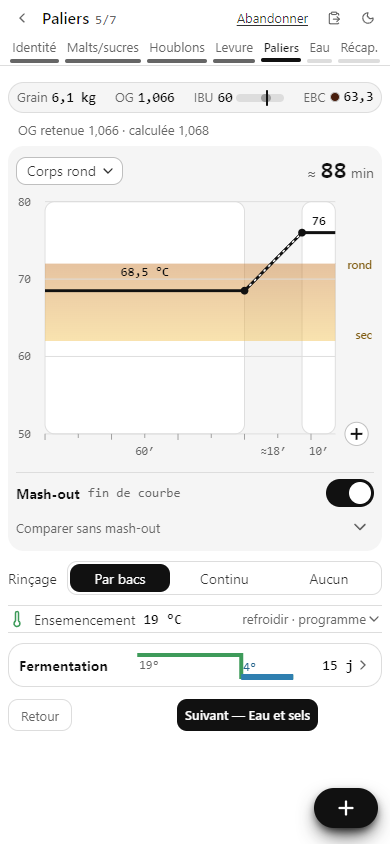 Paliers 5/7 Abandonner
Identité Malts/sucres Houblons Levure Paliers Eau Récap.
Grain 6,1 kg OG 1,066 IBU 60 EBC 63,3
OG retenue 1,066 · calculée 1,068
Corps rond ≈ 88 min
80
76
rond
68,5 °C
70
sec
60
50
60′ ≈18′ 10′
Mash-out fin de courbe
Comparer sans mash-out
Rinçage Par bacs Continu Aucun
Ensemencement 19 °C refroidir · programme
Fermentation 19° 4° 15 j
Retour Suivant — Eau et sels